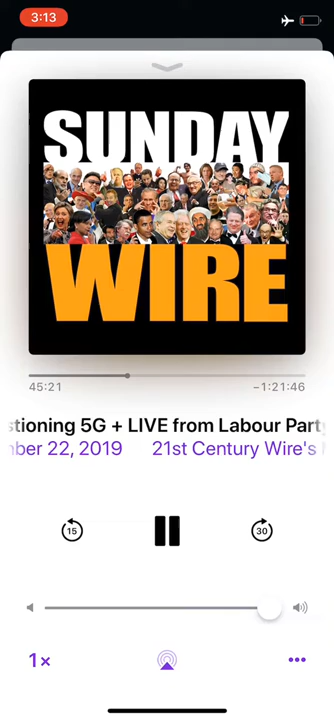 3:13
SUNDAY
WIRE
45:21
−1:21:46
stioning 5G + LIVE from Labour Party
ber 22, 2019 21st Century Wire's
15
30
1×